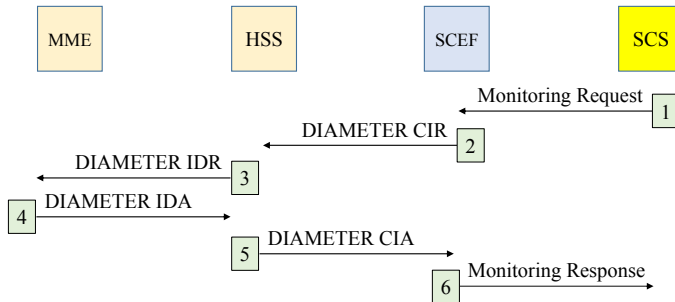 MME HSS SCEF SCS
Monitoring Request 1
DIAMETER CIR 2
DIAMETER IDR 3
4 DIAMETER IDA
5 DIAMETER CIA
6 Monitoring Response